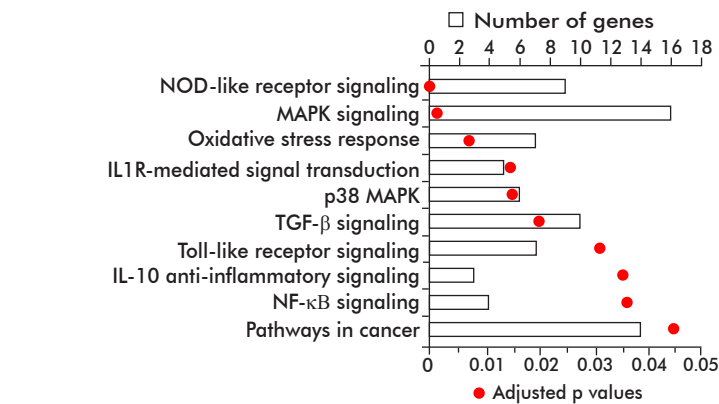 Number of genes
0 2 4 6 8 10 12 14 16 18
NOD-like receptor signaling
MAPK signaling
Oxidative stress response
IL1R-mediated signal transduction
p38 MAPK
TGF-β signaling
Toll-like receptor signaling
IL-10 anti-inflammatory signaling
NF-κB signaling
Pathways in cancer
0 0.01 0.02 0.03 0.04 0.05
Adjusted p values